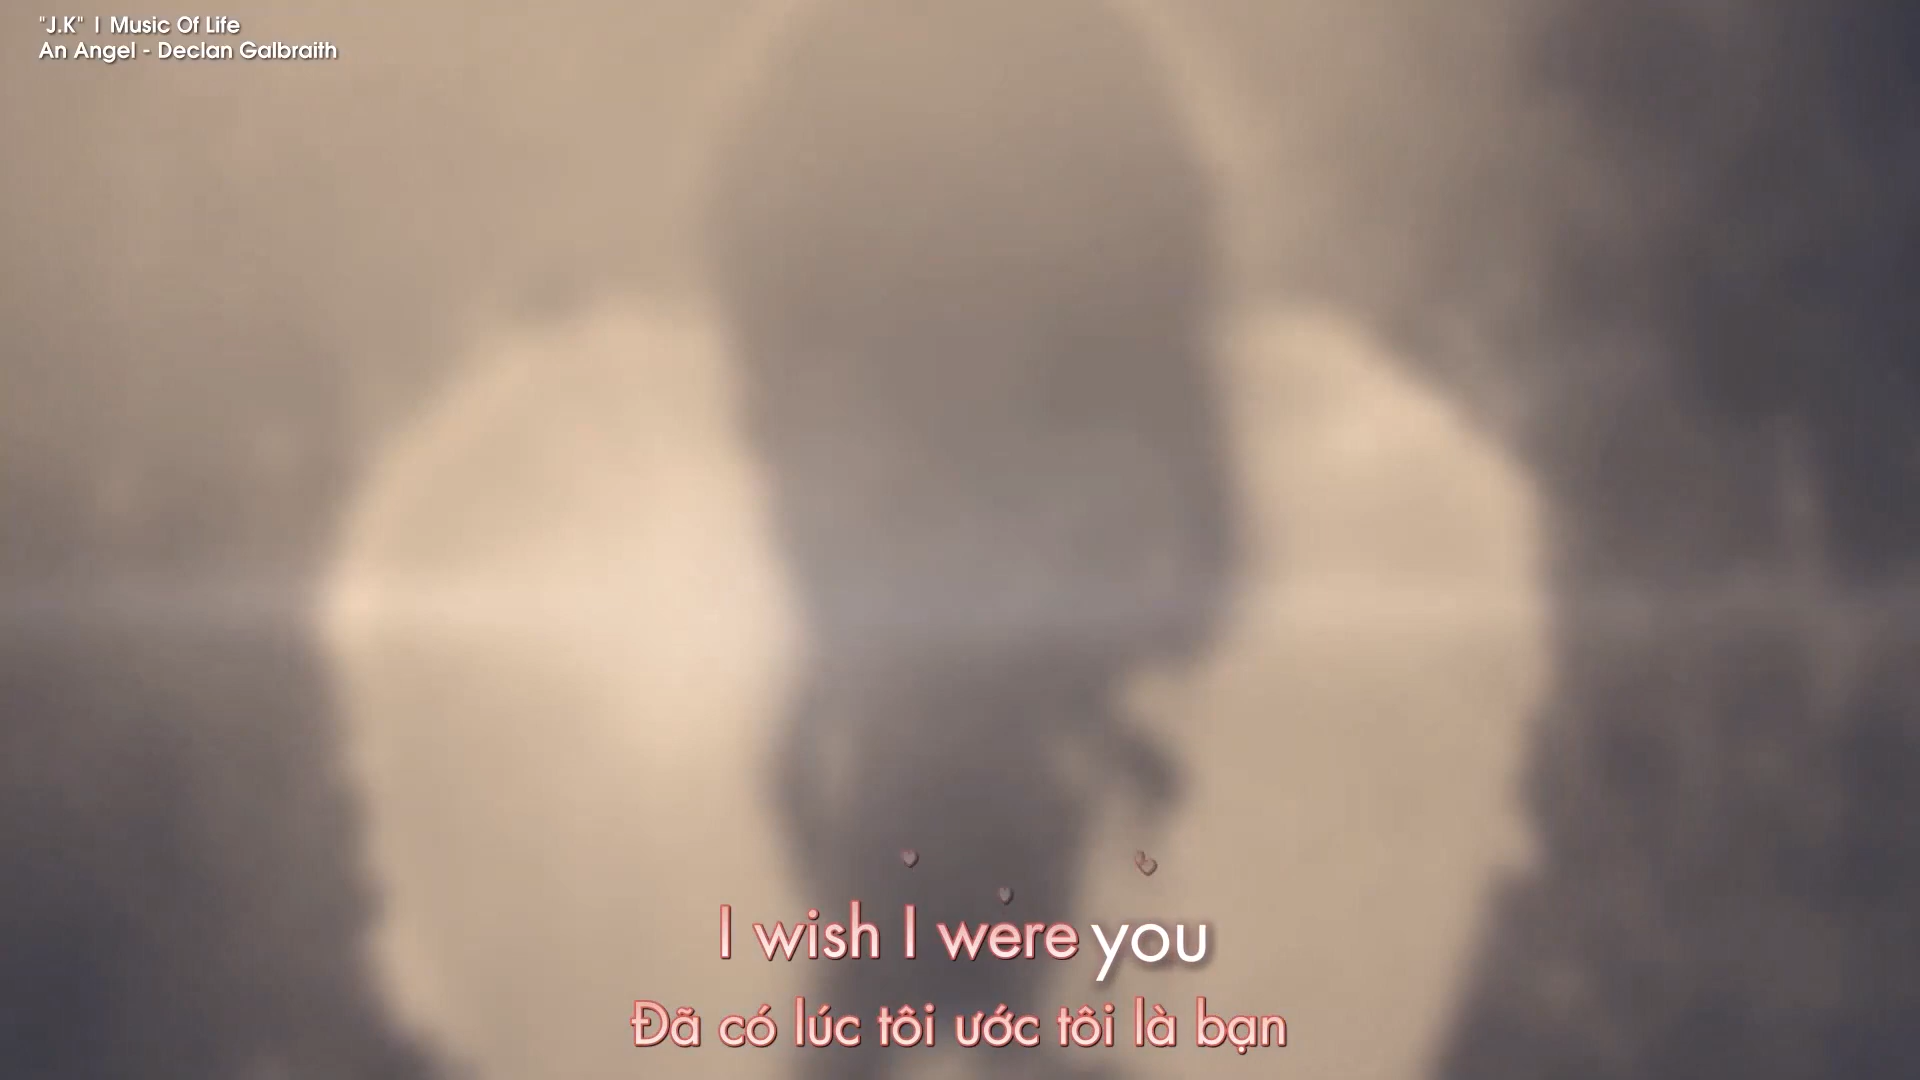 "J.K" I Music Of Life
An Angel - Declan Galbraith
I wish I were you
Đã có lúc tôi ước tôi là bạn